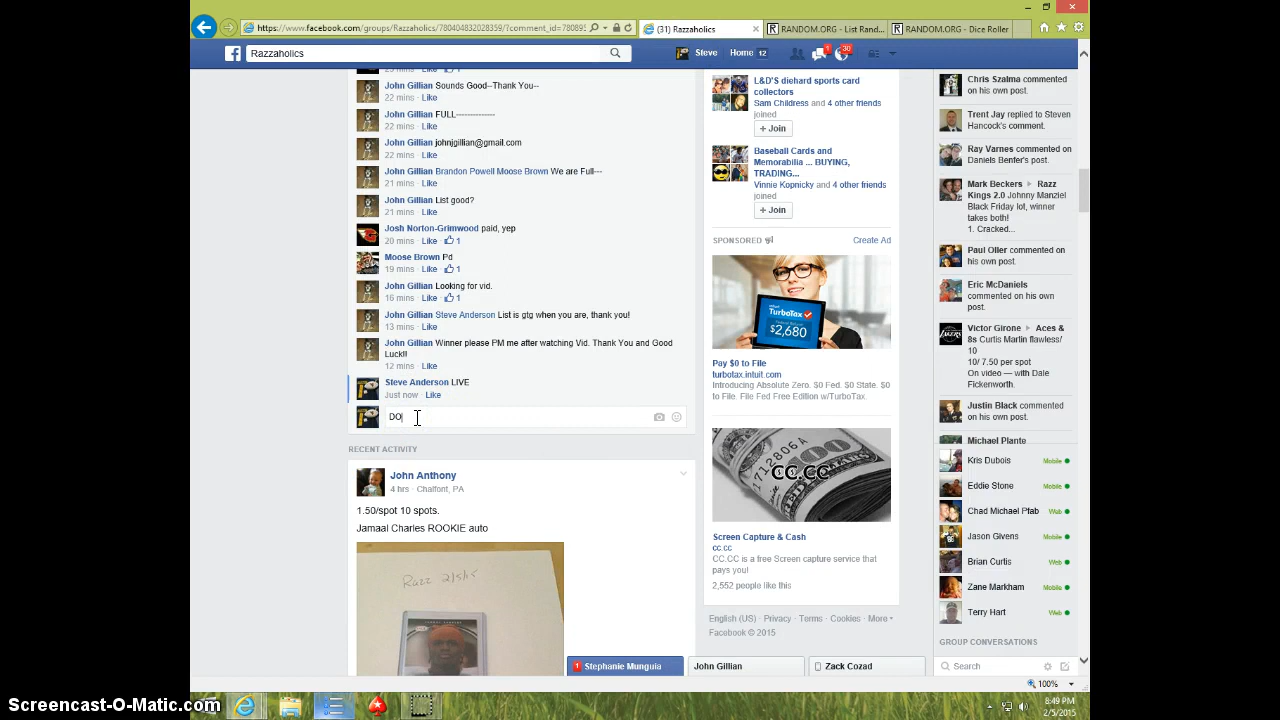 https://www.facebook.com/groups/Razzaholics/780404832028359/?comment_id=78089
(31) Razzaholics
RANDOM.ORG - List Rand...
RANDOM.ORG - Dice Roller
Razzaholics
Steve
Home 12
1
30
1
John Gillian Sounds Good--Thank You--
22 mins · Like
John Gillian FULL--------------
22 mins · Like
John Gillian johnjgillian@gmail.com
22 mins · Like
John Gillian Brandon Powell Moose Brown We are Full---
21 mins · Like
John Gillian List good?
21 mins · Like
Josh Norton-Grimwood paid, yep
20 mins · Like · 1
Moose Brown Pd
19 mins · Like · 1
John Gillian Looking for vid.
16 mins · Like · 1
John Gillian Steve Anderson List is gtg when you are, thank you!
13 mins · Like
John Gillian Winner please PM me after watching Vid. Thank You and Good
Luck!!
12 mins · Like
Steve Anderson LIVE
Just now · Like
DO
RECENT ACTIVITY
John Anthony
4 hrs · Chalfont, PA
1.50/spot 10 spots.
Jamaal Charles ROOKIE auto
Razz 2/5/15
L&D'S diehard sports card
collectors
Sam Childress and 4 other friends
joined
+ Join
Baseball Cards and
Memorabilia ... BUYING,
TRADING...
Vinnie Kopnicky and 4 other friends
joined
+ Join
SPONSORED
Create Ad
intuit
TurboTax
$2,680
Pay $0 to File
turbotax.intuit.com
Introducing Absolute Zero. $0 Fed. $0 State. $0
to File. File Fed Free Edition w/TurboTax.
CC.CC
Screen Capture & Cash
cc.cc
CC.CC is a free Screen capture service that
pays you!
2,552 people like this
English (US) · Privacy · Terms · Cookies · More
Facebook © 2015
Chris Szalma commented
on his own post.
Trent Jay replied to Steven
Hancock's comment.
Ray Varnes commented on
Daniels Benfer's post.
Mark Beckers ▸ Razz
Kings 2.0 Johnny Manziel
Black Friday lot, winner
takes both!
1. Cracked...
Paul Oller commented on
his own post.
Eric McDaniels
commented on his own
post.
Victor Girone ▸ Aces &
8s Curtis Martin flawless/
10
10/ 7.50 per spot
On video — with Dale
Fickenworth.
Justin Black commented
on his own post.
Michael Plante
Kris Dubois Mobile
Eddie Stone Mobile
Chad Michael Pfab Web
Jason Givens Mobile
Brian Curtis Web
Zane Markham Mobile
Terry Hart Web
GROUP CONVERSATIONS
1 Stephanie Munguia
John Gillian
Zack Cozad
Search
100%
Screencast-O-Matic.com
8:49 PM
2/5/2015